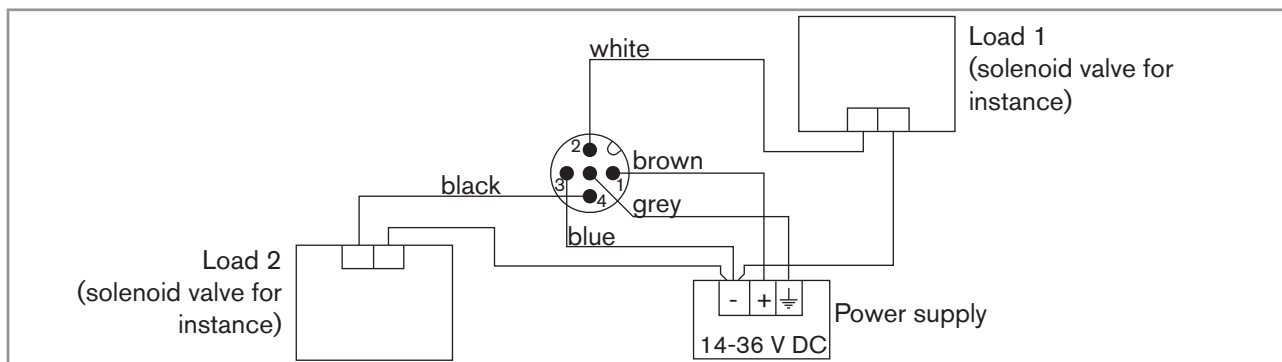 white
Load 1
(solenoid valve for
instance)
2
brown
3
1
black
4
grey
blue
Load 2
(solenoid valve for
instance)
- +
Power supply
14-36 V DC